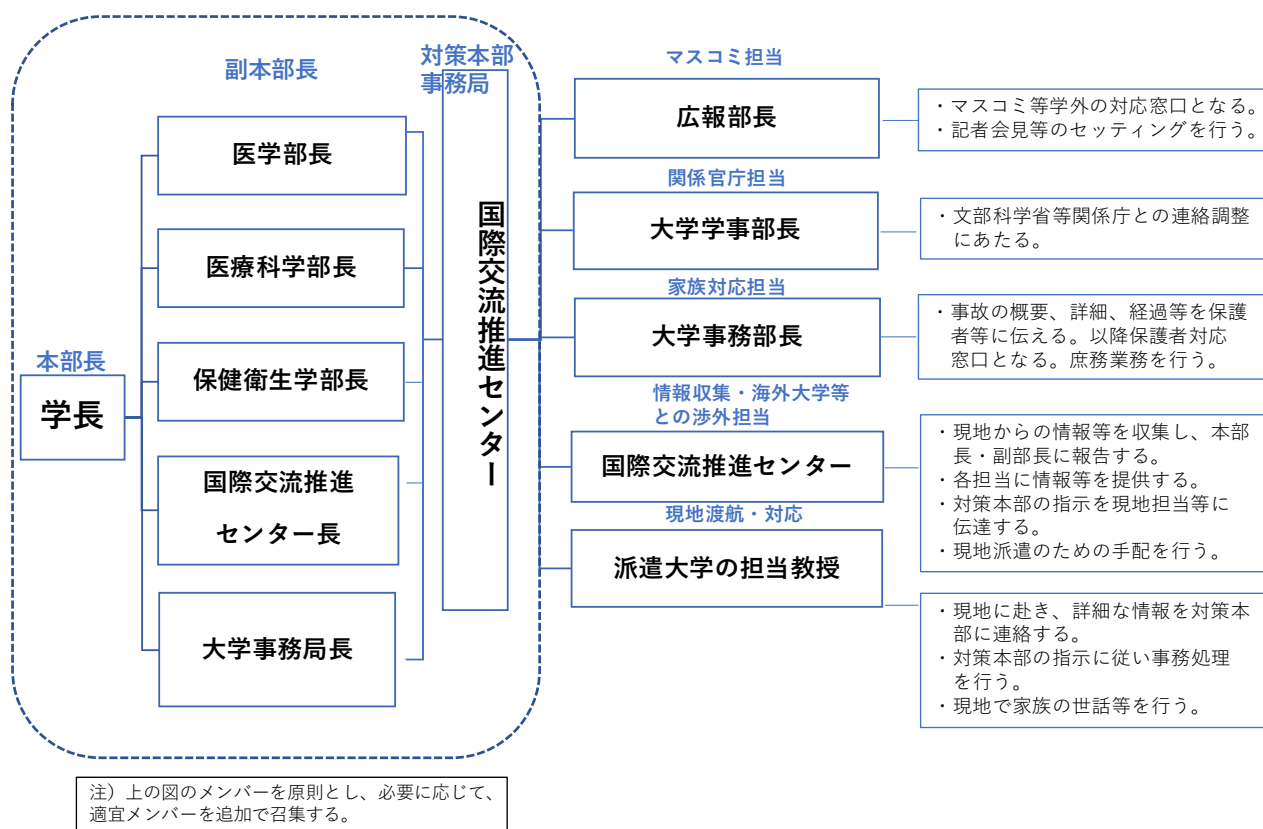 本部長
学長
副本部長
医学部長
医療科学部長
保健衛生学部長
国際交流推進
センター長
大学事務局長
対策本部
事務局
国際交流推進センター
マスコミ担当
広報部長
・マスコミ等学外の対応窓口となる。
・記者会見等のセッティングを行う。
関係官庁担当
大学学事部長
・文部科学省等関係庁との連絡調整
にあたる。
家族対応担当
大学事務部長
・事故の概要、詳細、経過等を保護
者等に伝える。以降保護者対応
窓口となる。庶務業務を行う。
情報収集・海外大学等
との渉外担当
国際交流推進センター
・現地からの情報等を収集し、本部
長・副部長に報告する。
・各担当に情報等を提供する。
・対策本部の指示を現地担当等に
伝達する。
・現地派遣のための手配を行う。
現地渡航・対応
派遣大学の担当教授
・現地に赴き、詳細な情報を対策本
部に連絡する。
・対策本部の指示に従い事務処理
を行う。
・現地で家族の世話等を行う。
注）上の図のメンバーを原則とし、必要に応じて、
適宜メンバーを追加で召集する。